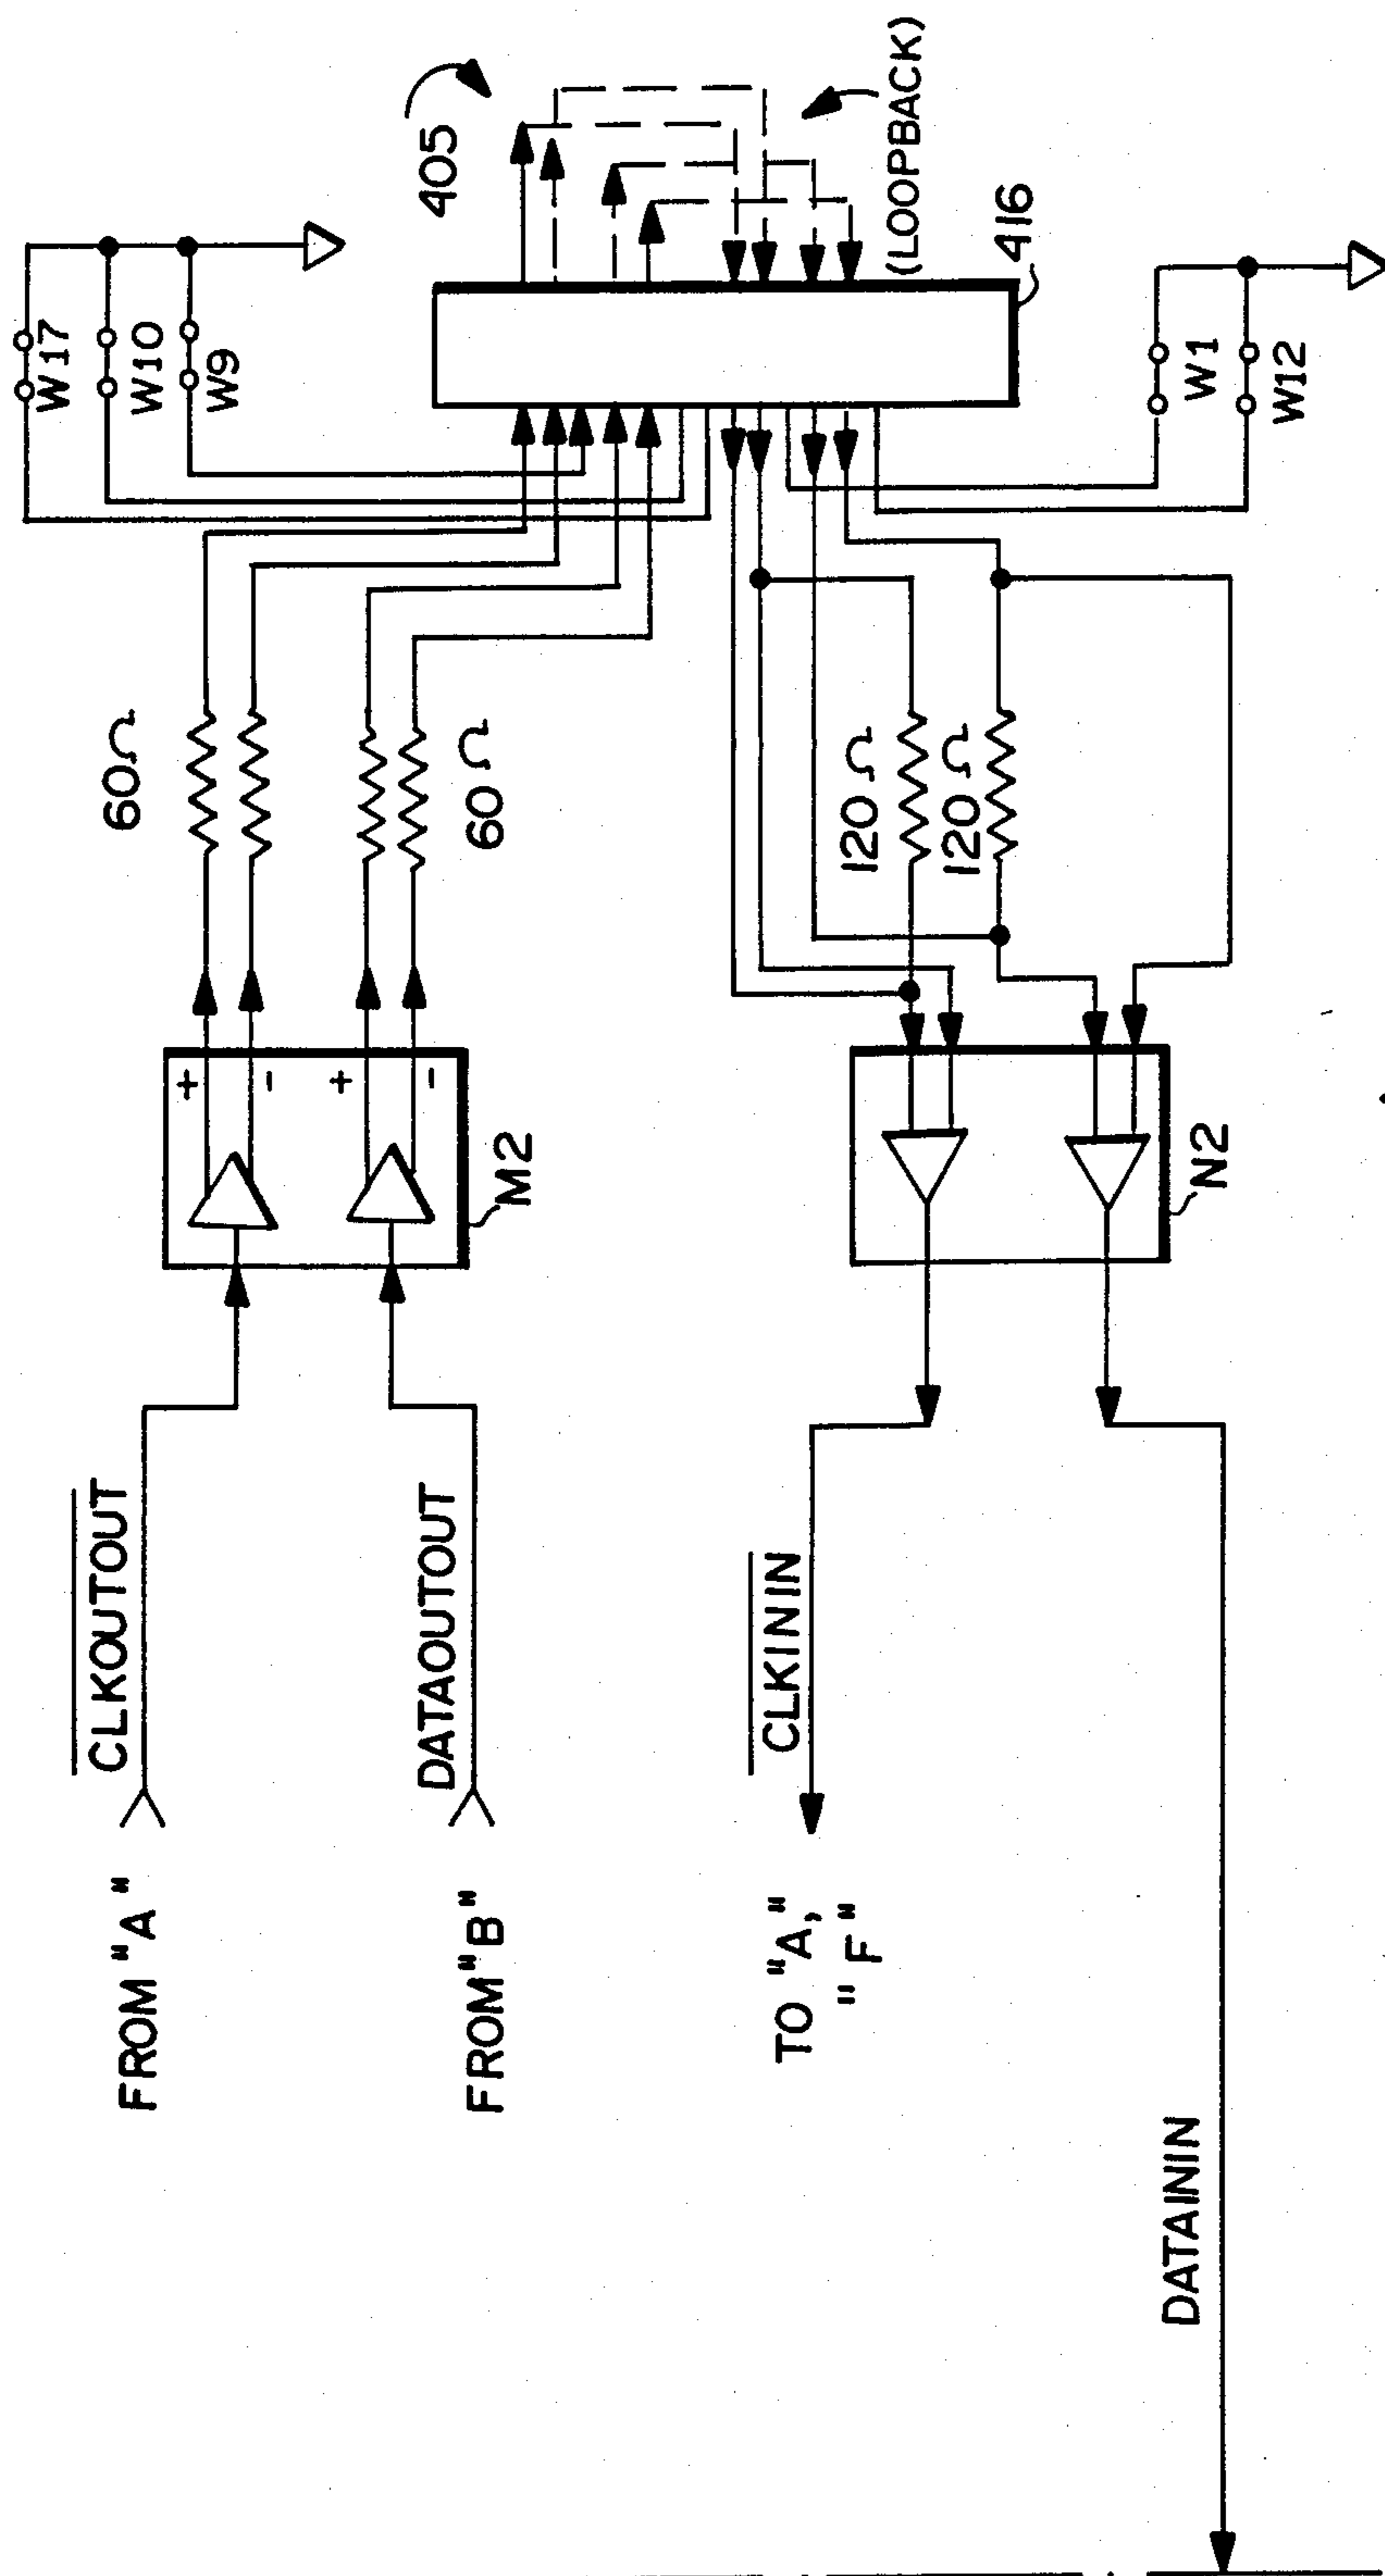 405
(LOOPBACK)
416
W17
W10
W9
W1
W12
60Ω
60Ω
120Ω
120Ω
+
-
+
-
M2
N2
CLKOUTOUT
DATAOUTOUT
CLKININ
DATAININ
FROM "A"
FROM "B"
TO "A,"
"F"